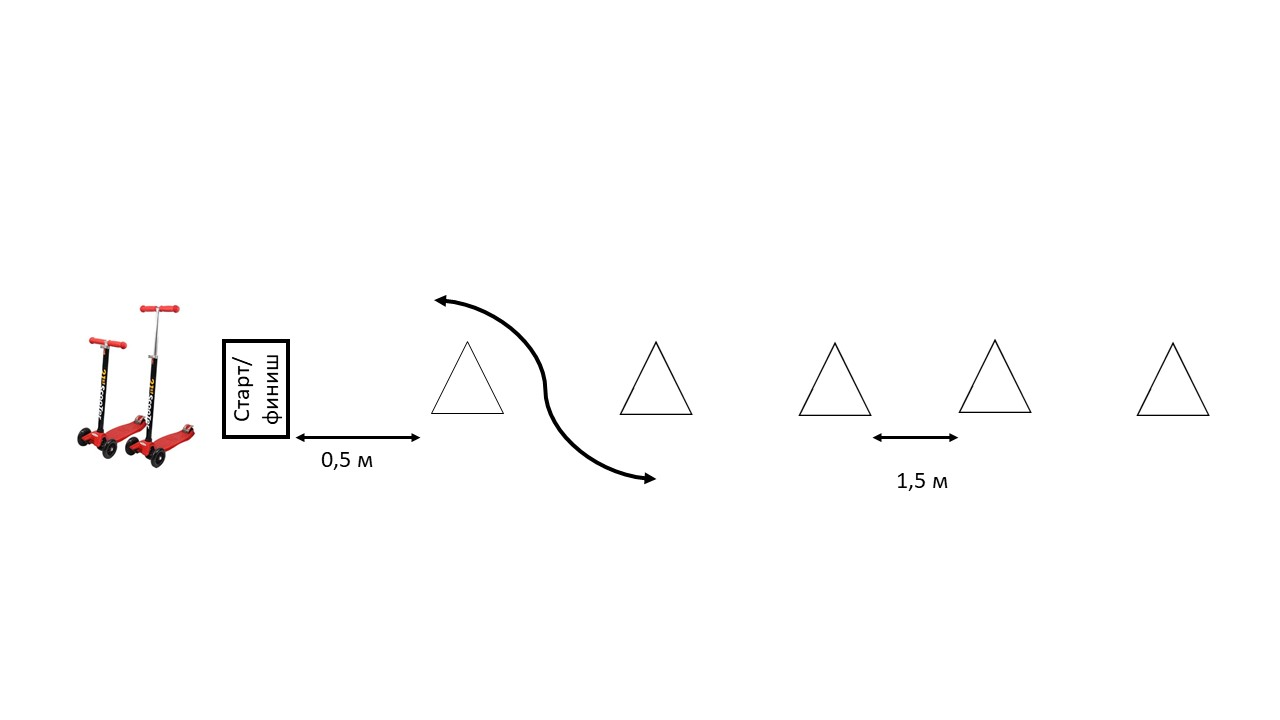 Старт/
финиш
0,5 м
1,5 м